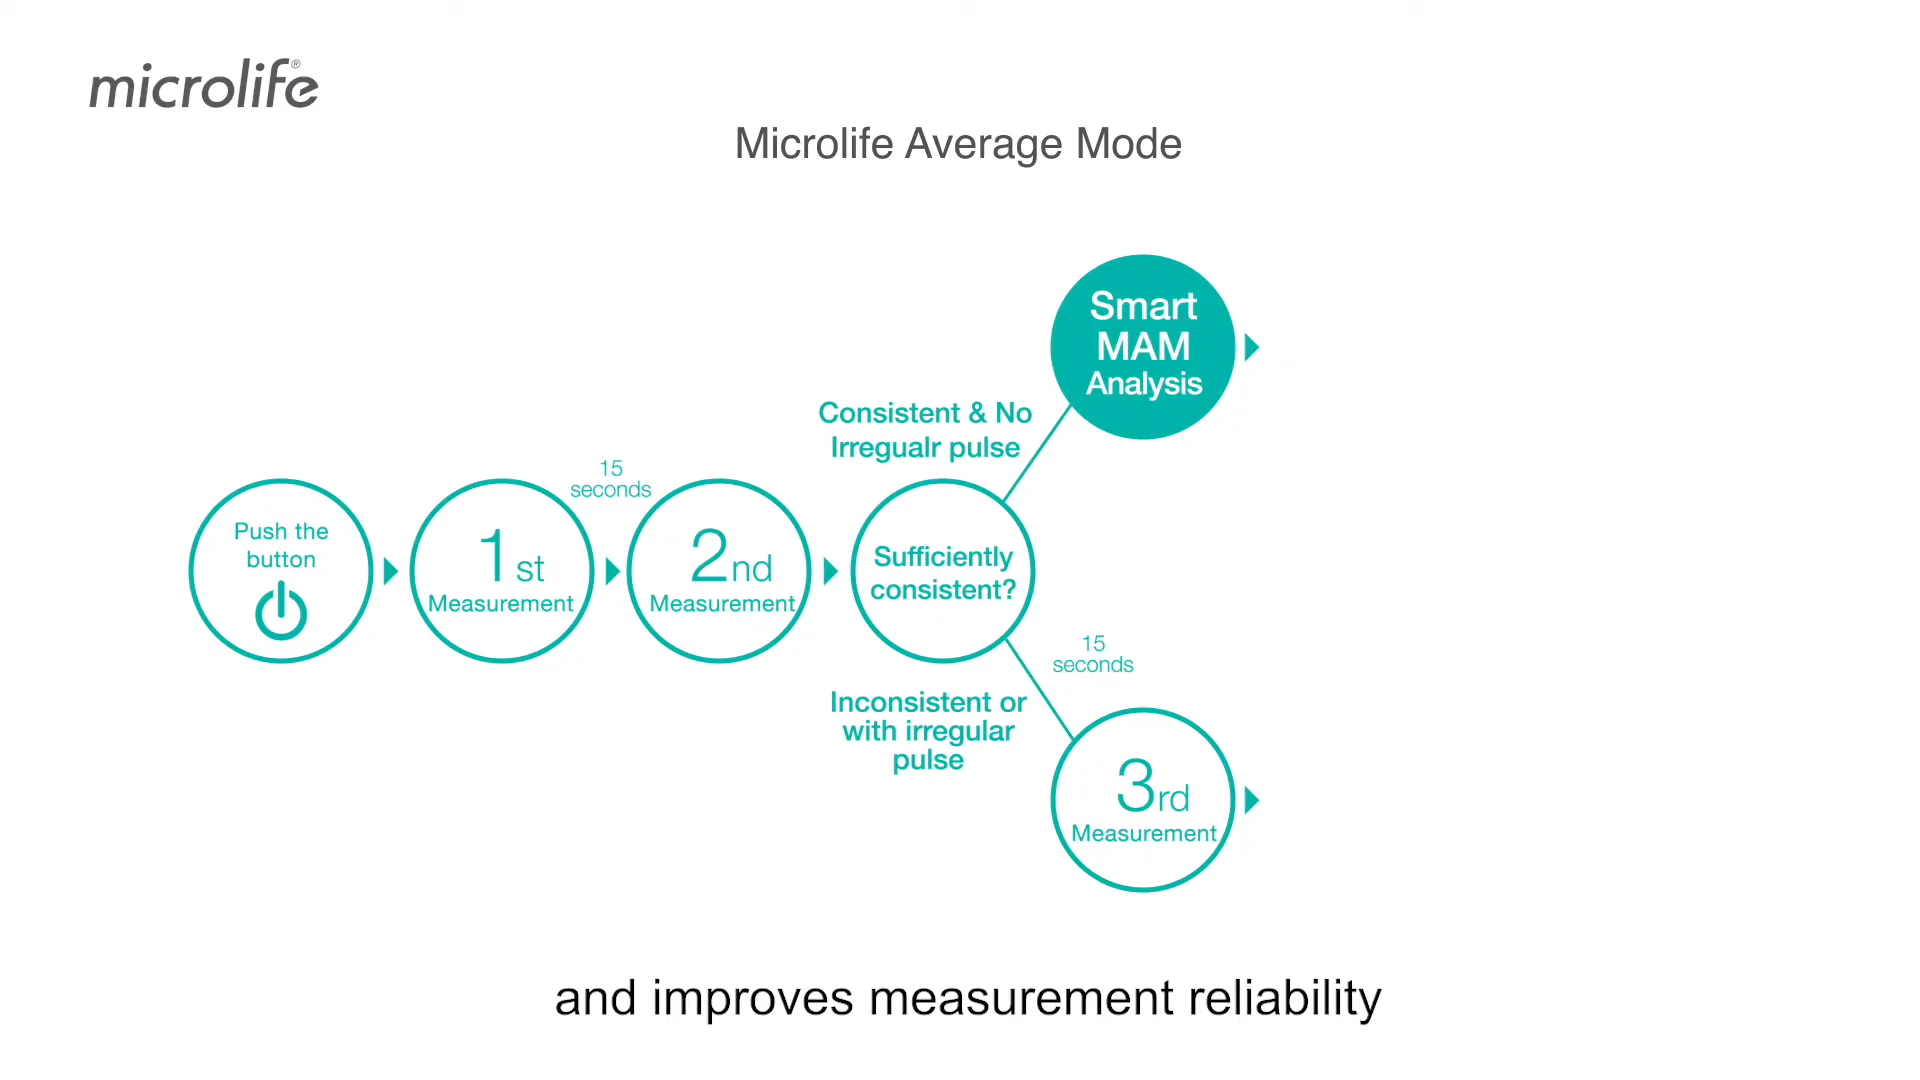 microlife®
Microlife Average Mode
Push the
button
1st
Measurement
15
seconds
2nd
Measurement
Sufficiently
consistent?
Consistent & No
Irregualr pulse
Smart
MAM
Analysis
Inconsistent or
with irregular
pulse
15
seconds
3rd
Measurement
and improves measurement reliability